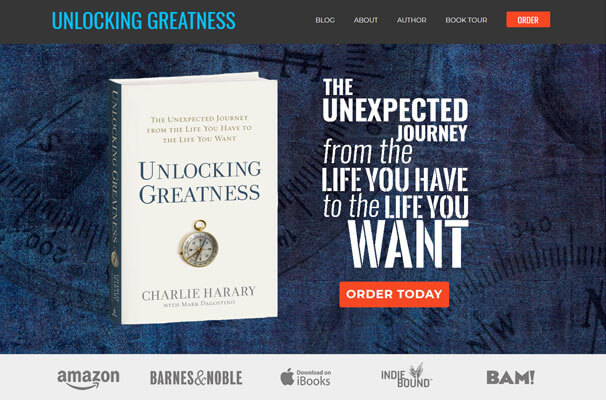 UNLOCKING GREATNESS
BLOG ABOUT AUTHOR BOOK TOUR ORDER
UNLOCKING GREATNESS
THE UNEXPECTED JOURNEY
FROM THE LIFE YOU HAVE TO
THE LIFE YOU WANT
UNLOCKING
GREATNESS
CHARLIE HARARY
WITH MARK DAGOSTINO
THE
UNEXPECTED
JOURNEY
from the
LIFE YOU HAVE
to the LIFE YOU
WANT
ORDER TODAY
amazon
BARNES&NOBLE
Download on
iBooks
INDIE
BOUND
BAM!